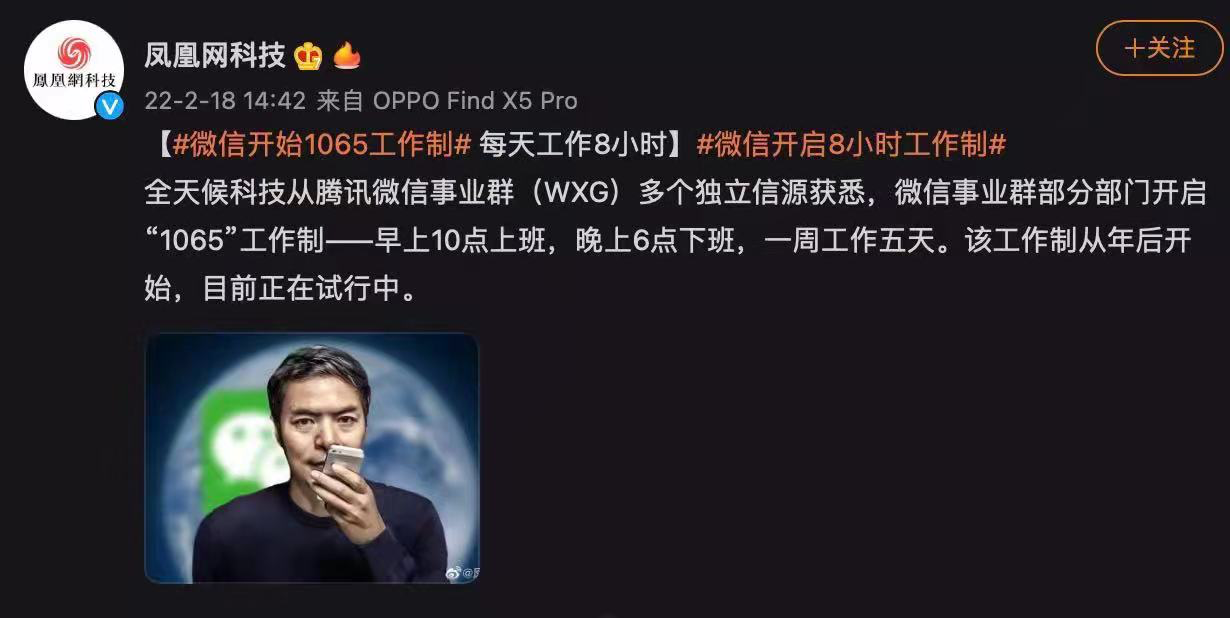 鳳凰網科技
凤凰网科技
+关注
22-2-18 14:42 来自 OPPO Find X5 Pro
【#微信开始1065工作制# 每天工作8小时】#微信开启8小时工作制#
全天候科技从腾讯微信事业群（WXG）多个独立信源获悉，微信事业群部分部门开启
“1065”工作制——早上10点上班，晚上6点下班，一周工作五天。该工作制从年后开
始，目前正在试行中。